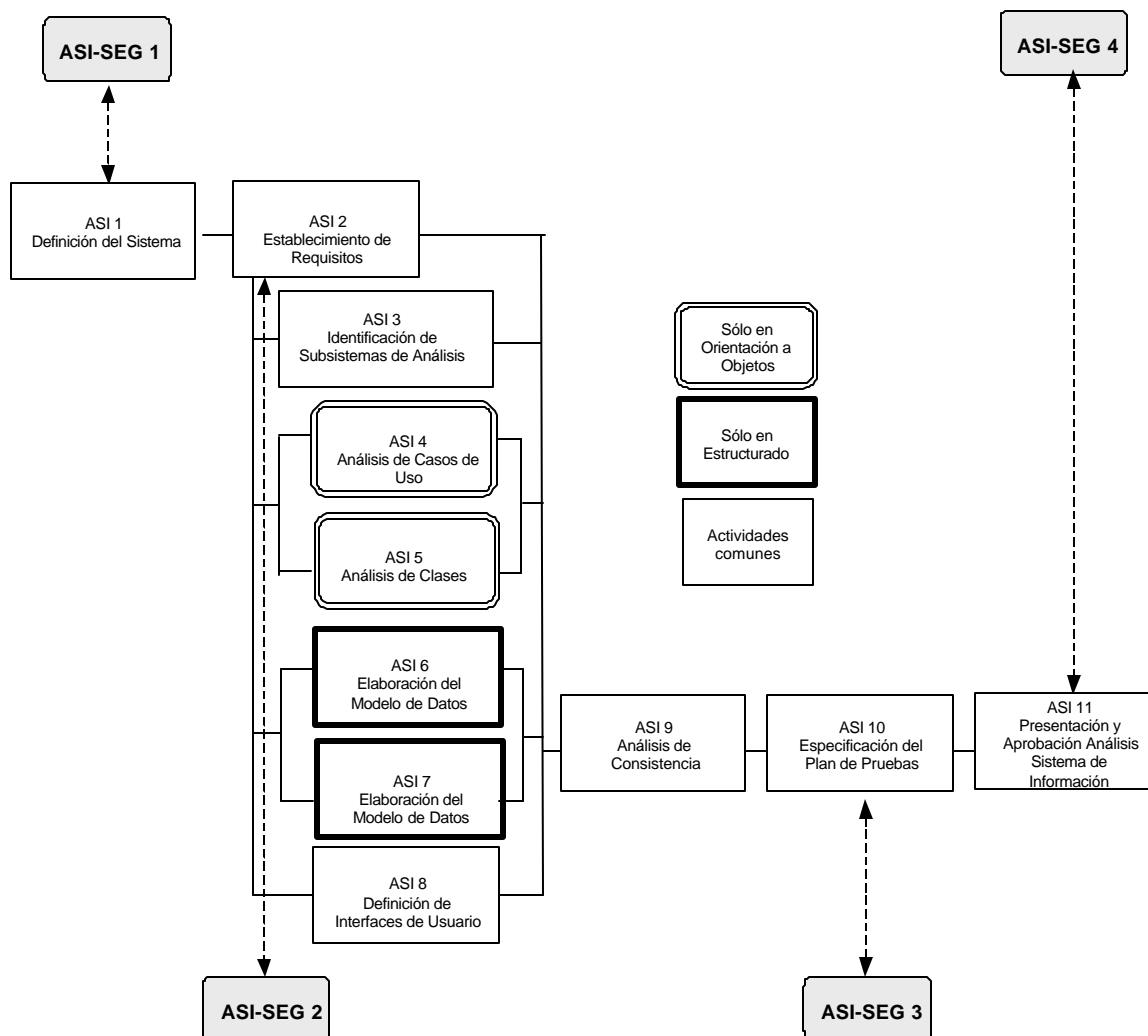 ASI-SEG 1
ASI-SEG 4
ASI 1
Definición del Sistema
ASI 2
Establecimiento de
Requisitos
ASI 3
Identificación de
Subsistemas de Análisis
Sólo en
Orientación a
Objetos
ASI 4
Análisis de Casos de
Uso
Sólo en
Estructurado
ASI 5
Análisis de Clases
Actividades
comunes
ASI 6
Elaboración del
Modelo de Datos
ASI 7
Elaboración del
Modelo de Datos
ASI 8
Definición de
Interfaces de Usuario
ASI 9
Análisis de
Consistencia
ASI 10
Especificación del
Plan de Pruebas
ASI 11
Presentación y
Aprobación Análisis
Sistema de
Información
ASI-SEG 2
ASI-SEG 3